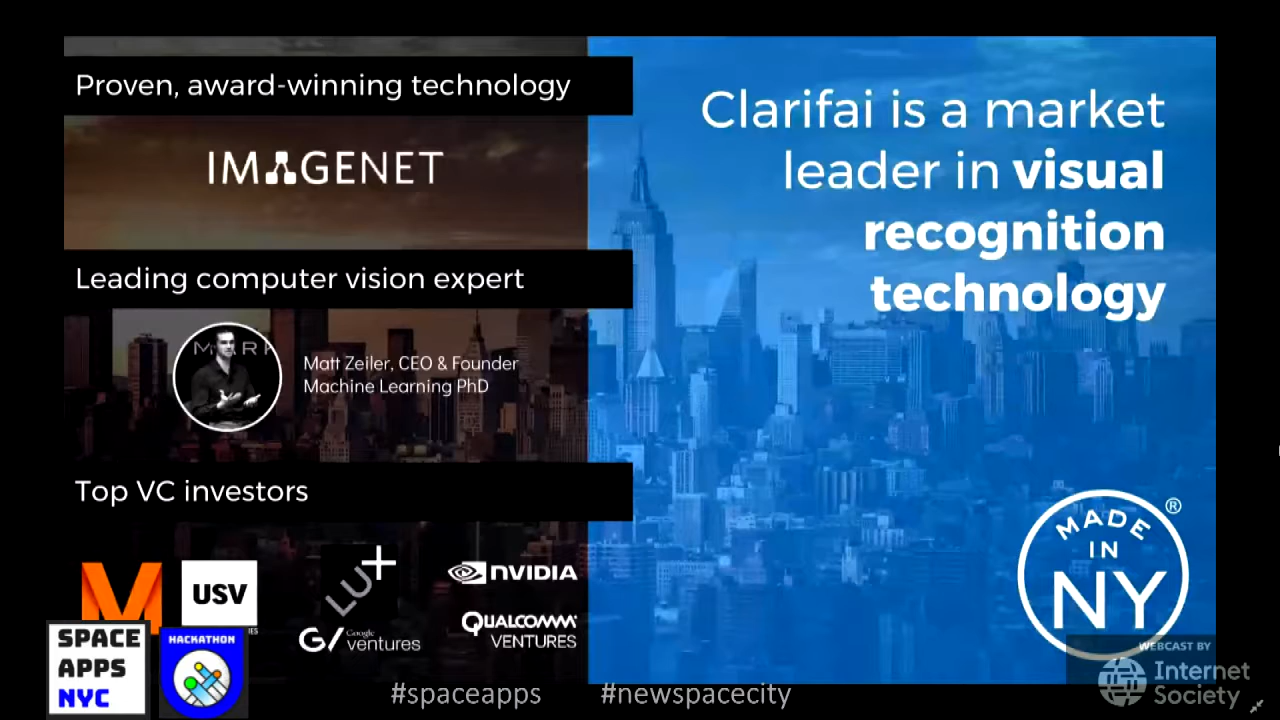 Proven, award-winning technology
IMAGENET
Leading computer vision expert
Matt Zeiler, CEO & Founder
Machine Learning PhD
Top VC investors
M
USV
LUX
G/ Google ventures
NVIDIA
QUALCOMM
VENTURES
Clarifai is a market
leader in visual
recognition
technology
MADE
IN
NY
®
SPACE
APPS
NYC
HACKATHON
#spaceapps #newspacecity
WEBCAST BY
Internet
Society